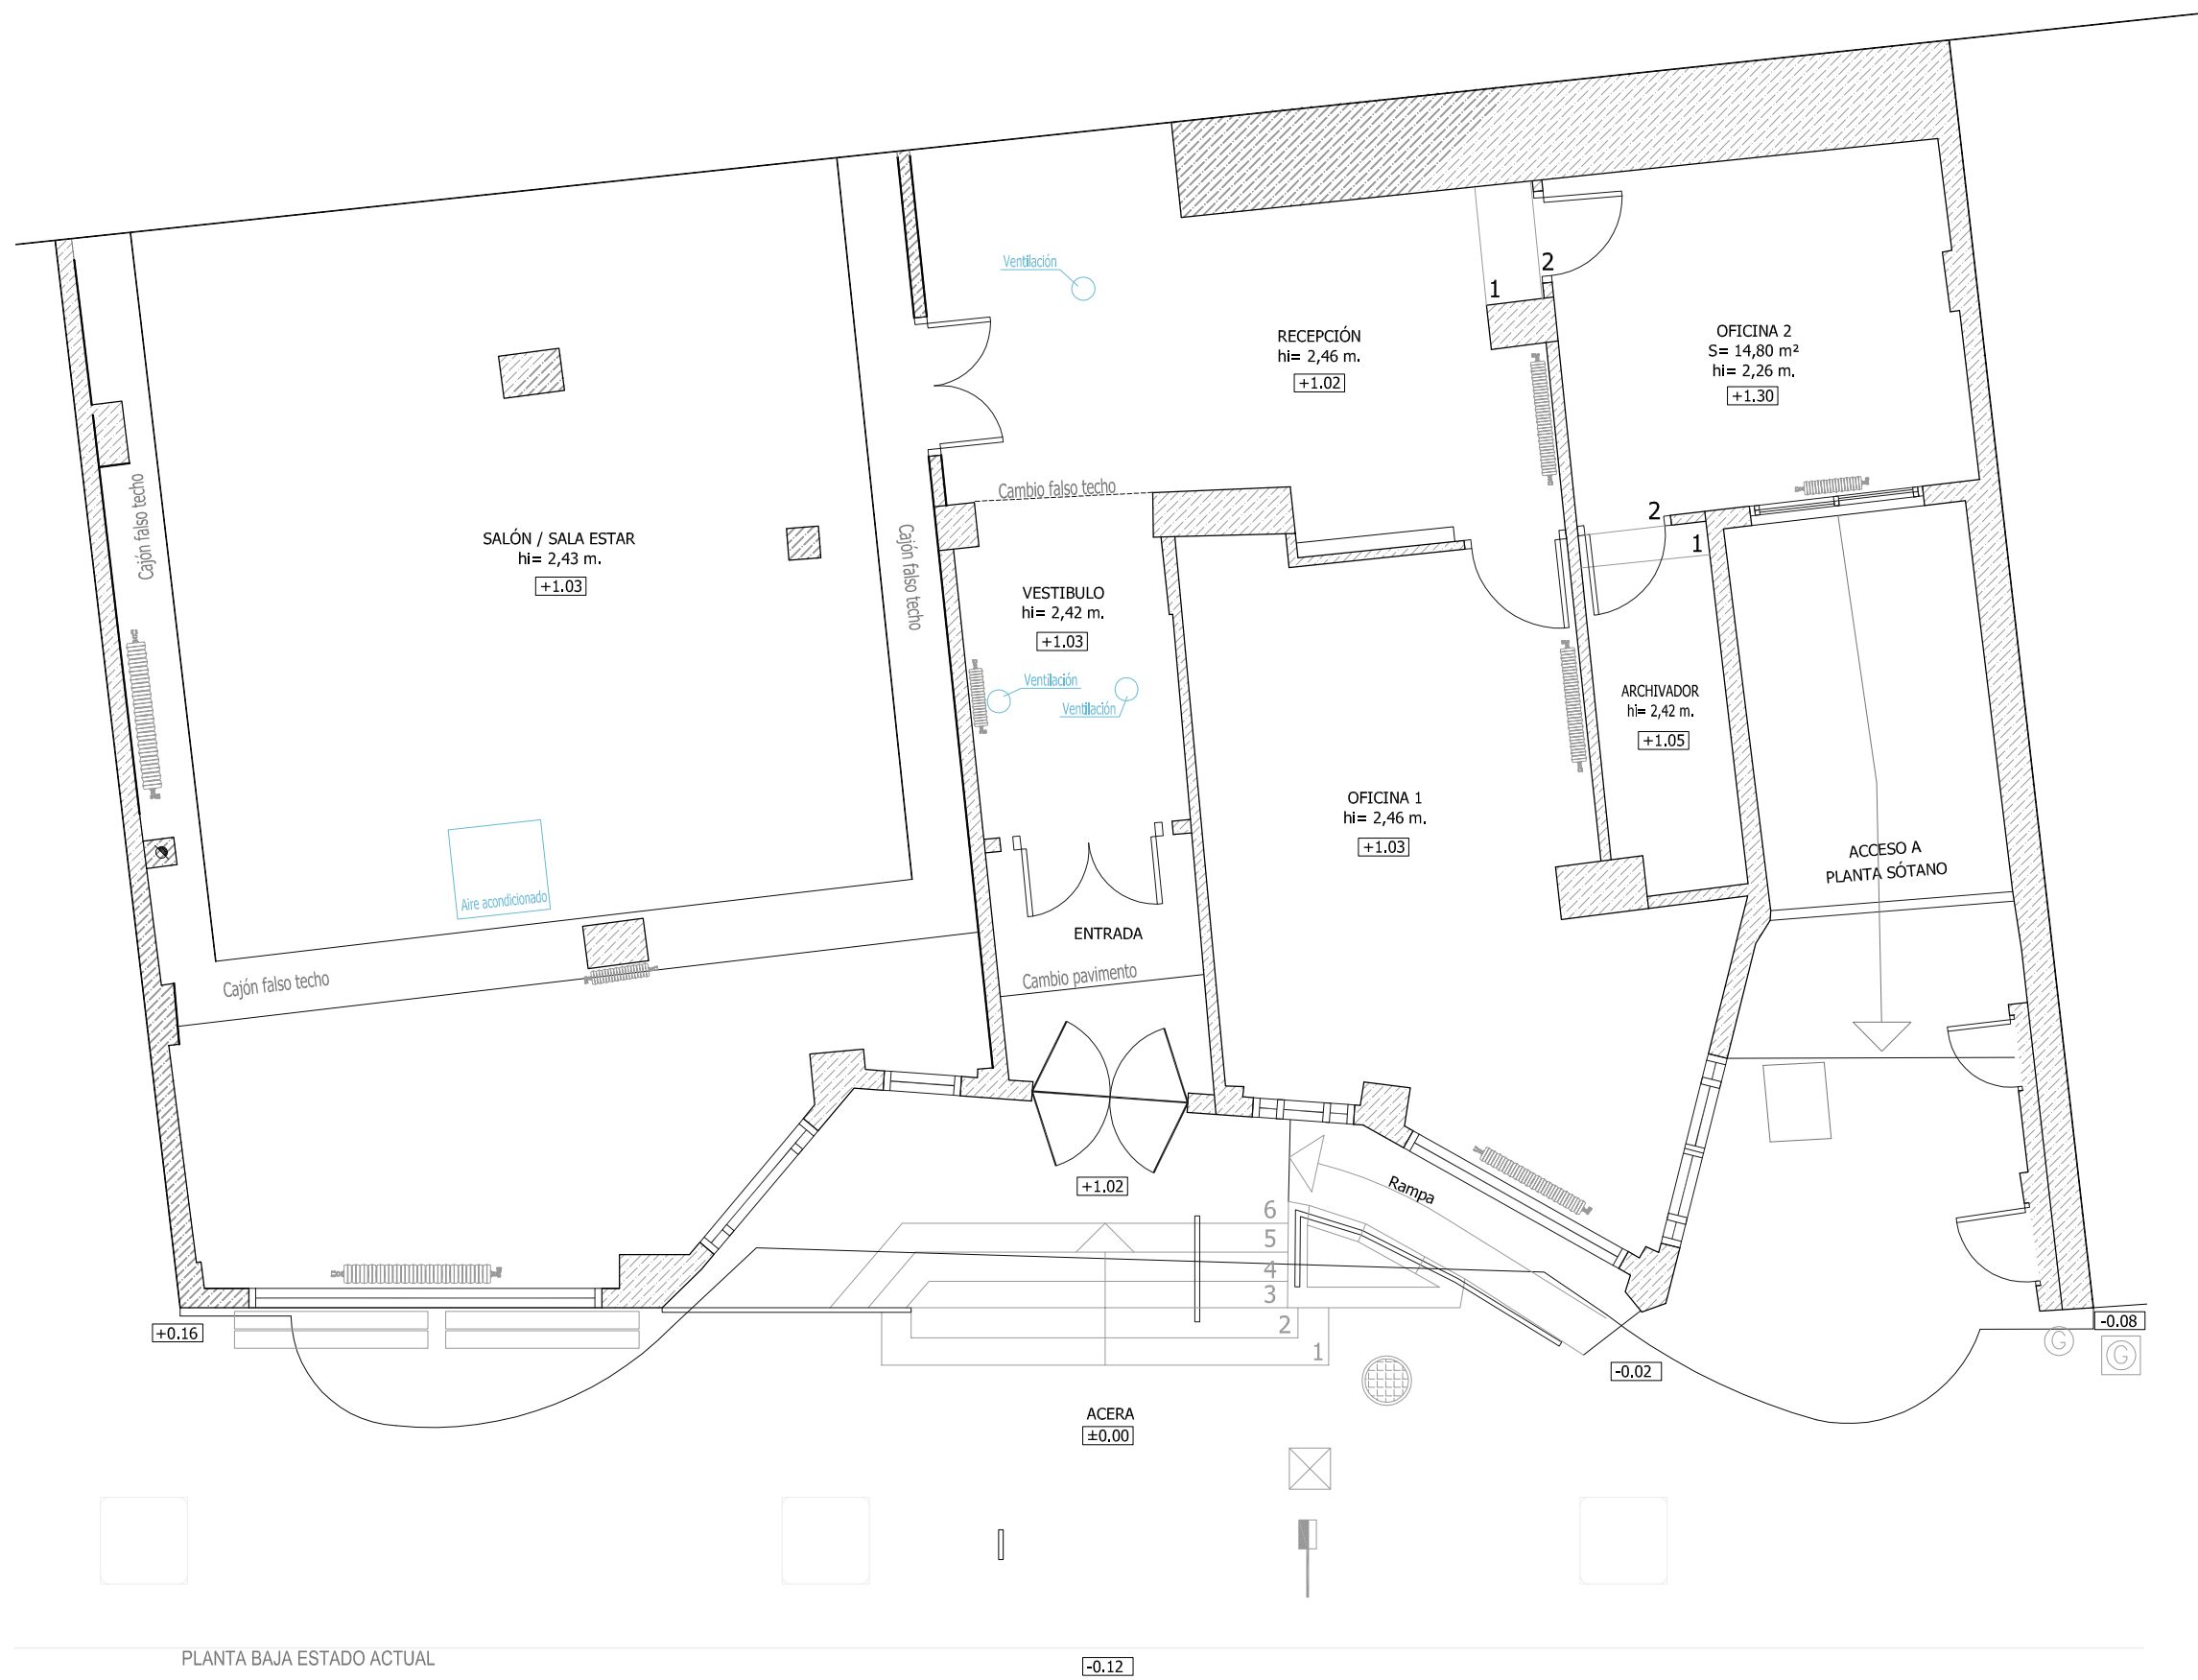 Ventilación
2
1
RECEPCIÓN
hi= 2,46 m.
+1.02
OFICINA 2
S= 14,80 m²
hi= 2,26 m.
+1.30
Cajón falso techo
SALÓN / SALA ESTAR
hi= 2,43 m.
+1.03
Cajón falso techo
Cambio falso techo
2
1
VESTIBULO
hi= 2,42 m.
+1.03
Ventilación
Ventilación
ARCHIVADOR
hi= 2,42 m.
+1.05
OFICINA 1
hi= 2,46 m.
+1.03
ACCESO A
PLANTA SÓTANO
Aire acondicionado
ENTRADA
Cambio pavimento
Cajón falso techo
+1.02
Rampa
6
5
4
3
2
1
+0.16
-0.08
G
G
-0.02
ACERA
±0.00
PLANTA BAJA ESTADO ACTUAL
-0.12